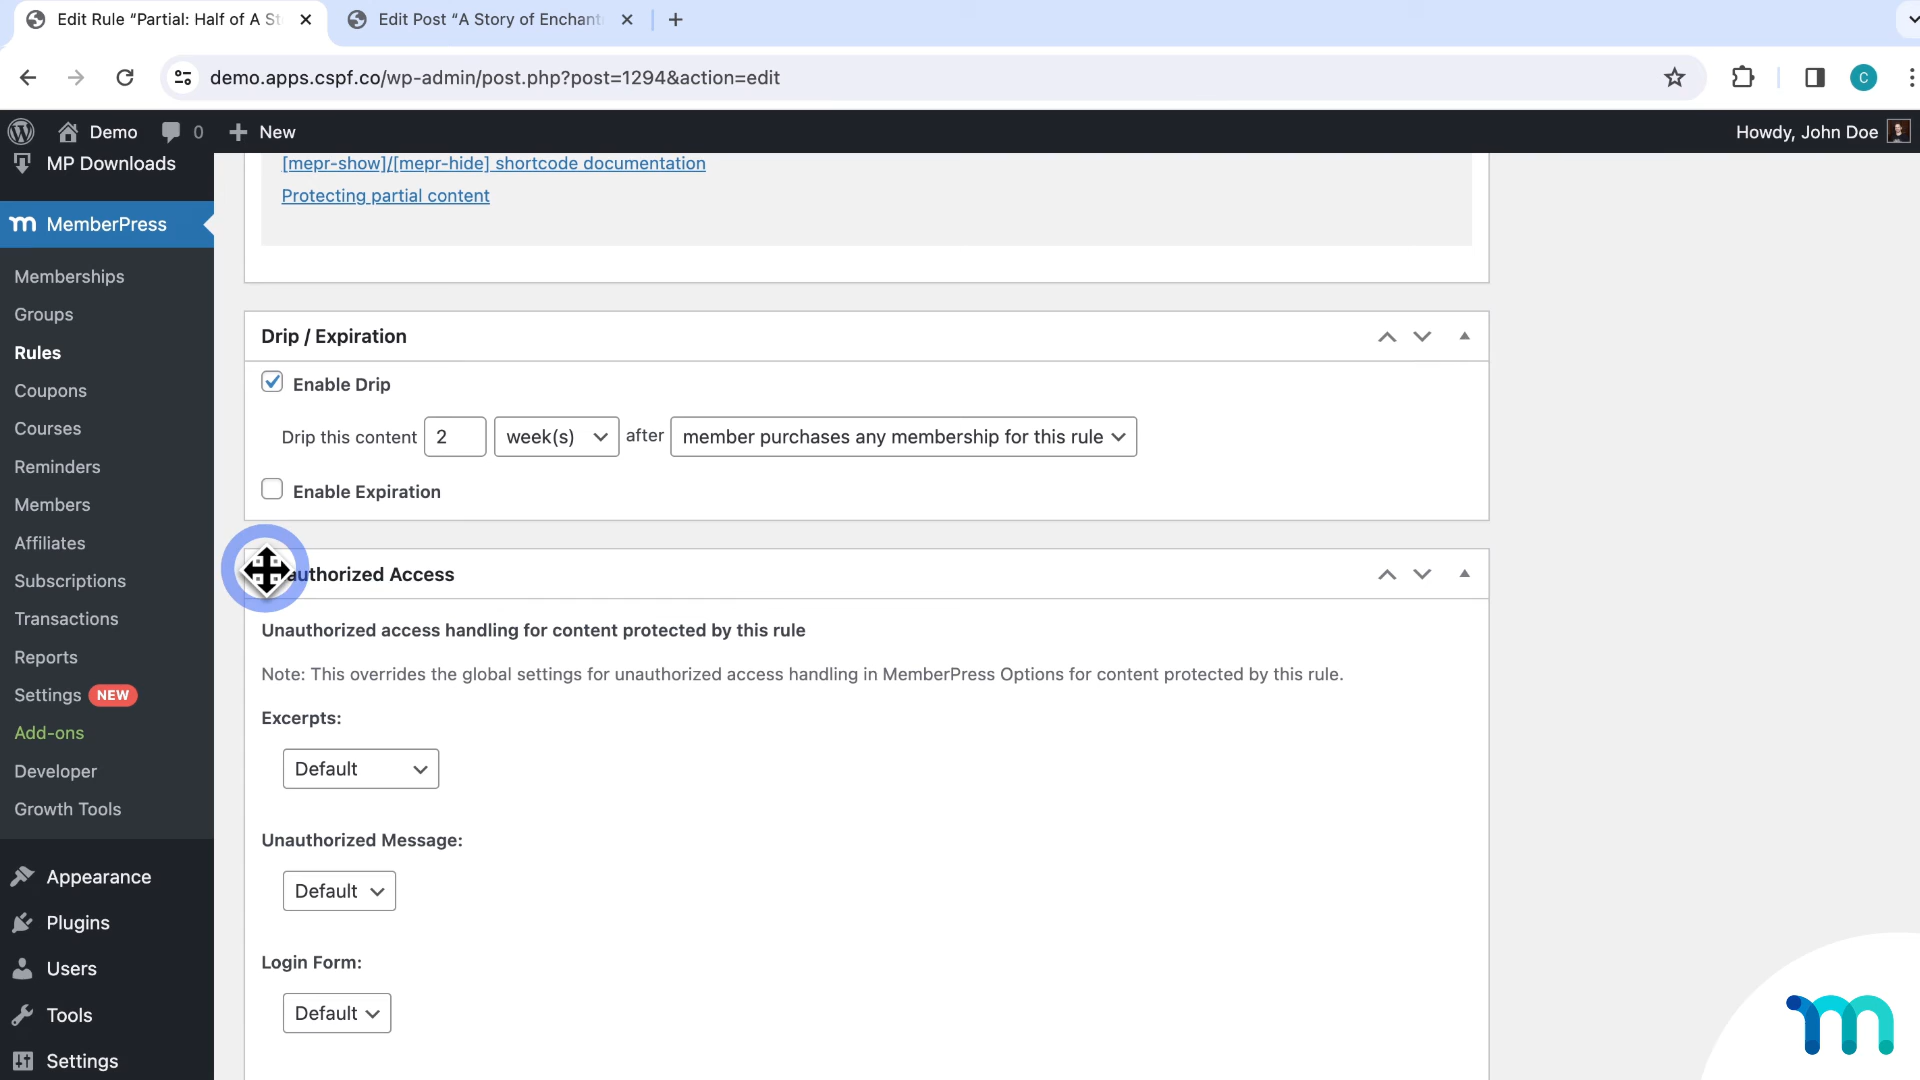 Edit Rule “Partial: Half of A St
Edit Post “A Story of Enchant
demo.apps.cspf.co/wp-admin/post.php?post=1294&action=edit
C
Demo
0
New
Howdy, John Doe
MP Downloads
MemberPress
Memberships
Groups
Rules
Coupons
Courses
Reminders
Members
Affiliates
Subscriptions
Transactions
Reports
Settings NEW
Add-ons
Developer
Growth Tools
Appearance
Plugins
Users
Tools
Settings
[mepr-show]/[mepr-hide] shortcode documentation
Protecting partial content
Drip / Expiration
Enable Drip
Drip this content 2 week(s) after member purchases any membership for this rule
Enable Expiration
authorized Access
Unauthorized access handling for content protected by this rule
Note: This overrides the global settings for unauthorized access handling in MemberPress Options for content protected by this rule.
Excerpts:
Default
Unauthorized Message:
Default
Login Form:
Default
m